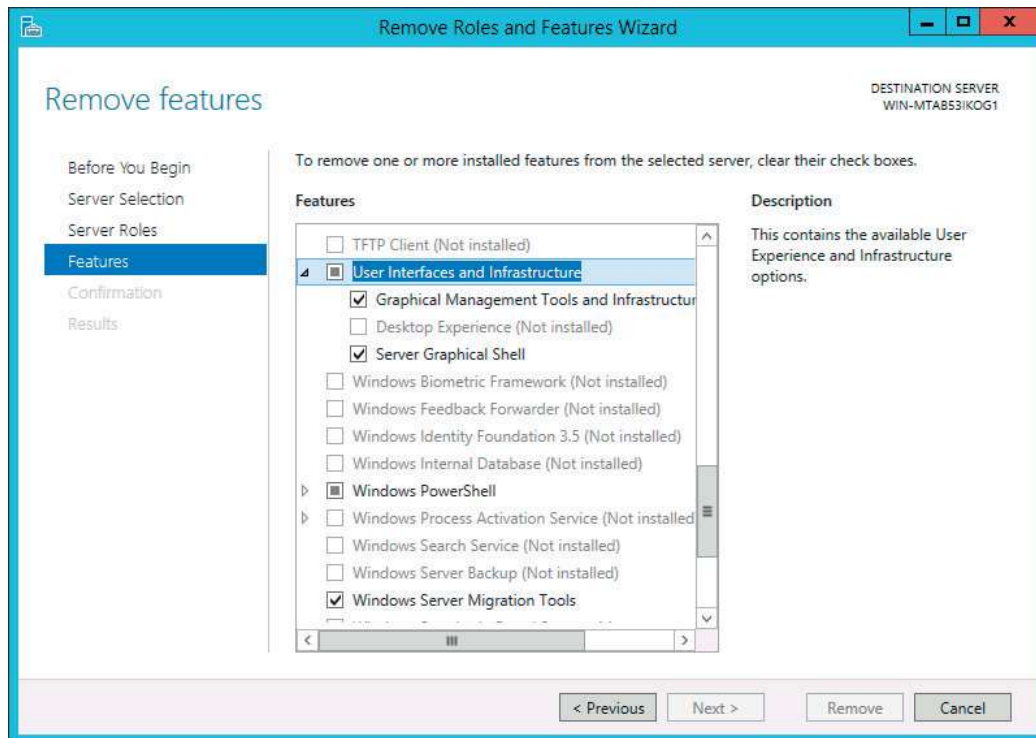 Remove Roles and Features Wizard
Remove features
DESTINATION SERVER
WIN-MTAB53IKOG1
Before You Begin
Server Selection
Server Roles
Features
Confirmation
Results
To remove one or more installed features from the selected server, clear their check boxes.
Features
TFTP Client (Not installed)
User Interfaces and Infrastructure
Graphical Management Tools and Infrastructur
Desktop Experience (Not installed)
Server Graphical Shell
Windows Biometric Framework (Not installed)
Windows Feedback Forwarder (Not installed)
Windows Identity Foundation 3.5 (Not installed)
Windows Internal Database (Not installed)
Windows PowerShell
Windows Process Activation Service (Not installed
Windows Search Service (Not installed)
Windows Server Backup (Not installed)
Windows Server Migration Tools
Description
This contains the available User
Experience and Infrastructure
options.
< Previous
Next >
Remove
Cancel